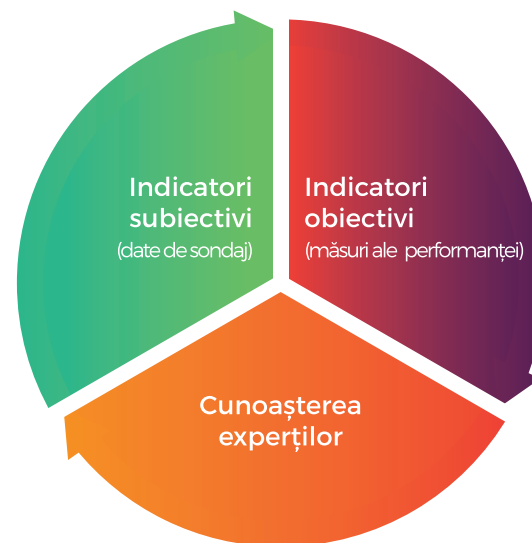 Indicatori
subiectivi
(date de sondaj)
Indicatori
obiectivi
(măsuri ale performanței)
Cunoașterea
experților